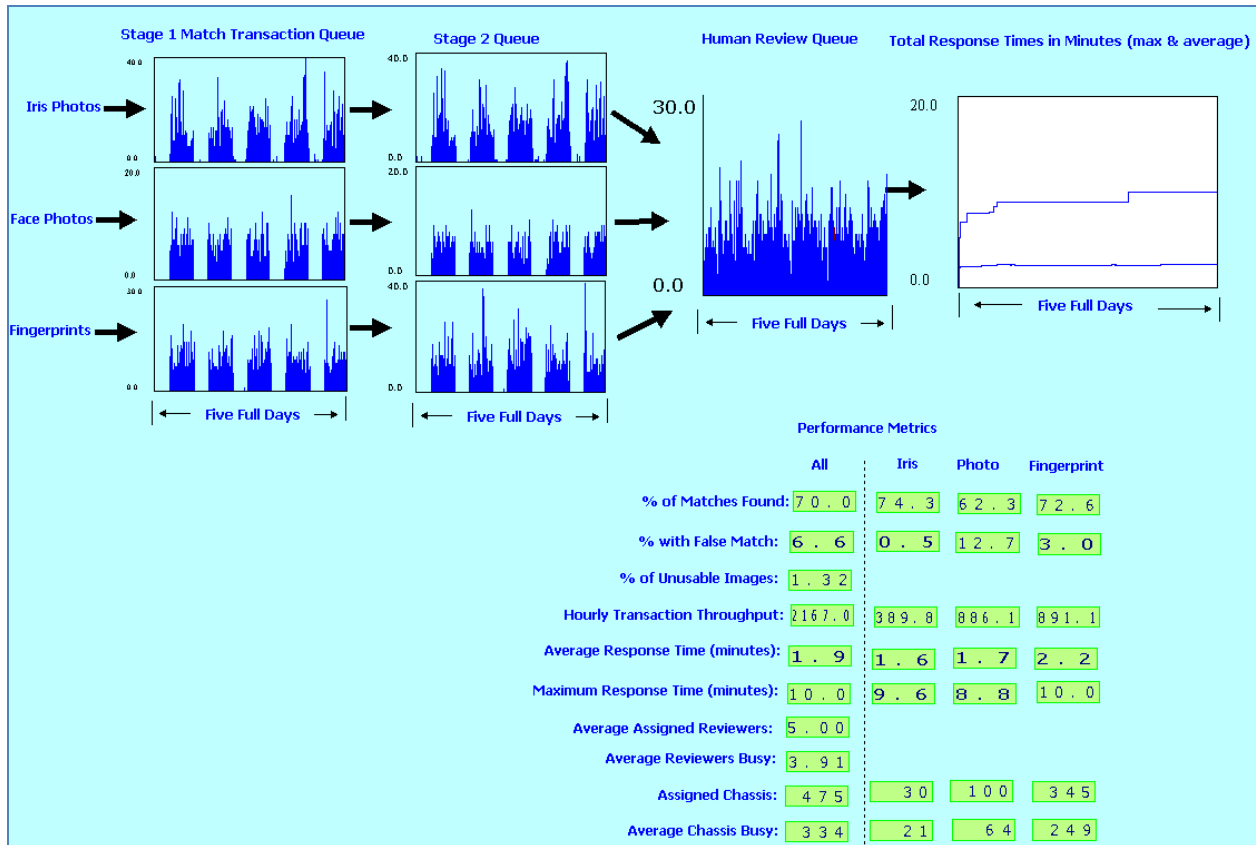 Stage 1 Match Transaction Queue
Stage 2 Queue
Human Review Queue
Total Response Times in Minutes (max & average)
40.0
40.0
20.0
30.0
Iris Photos
0.0
0.0
20.0
20.0
Face Photos
0.0
0.0
0.0
0.0
30.0
40.0
Five Full Days
Five Full Days
Fingerprints
0.0
0.0
Five Full Days
Five Full Days
Performance Metrics
All Iris Photo Fingerprint
% of Matches Found: 70.0 74.3 62.3 72.6
% with False Match: 6.6 0.5 12.7 3.0
% of Unusable Images: 1.32
Hourly Transaction Throughput: 2167.0 389.8 886.1 891.1
Average Response Time (minutes): 1.9 1.6 1.7 2.2
Maximum Response Time (minutes): 10.0 9.6 8.8 10.0
Average Assigned Reviewers: 5.00
Average Reviewers Busy: 3.91
Assigned Chassis: 475 30 100 345
Average Chassis Busy: 334 21 64 249